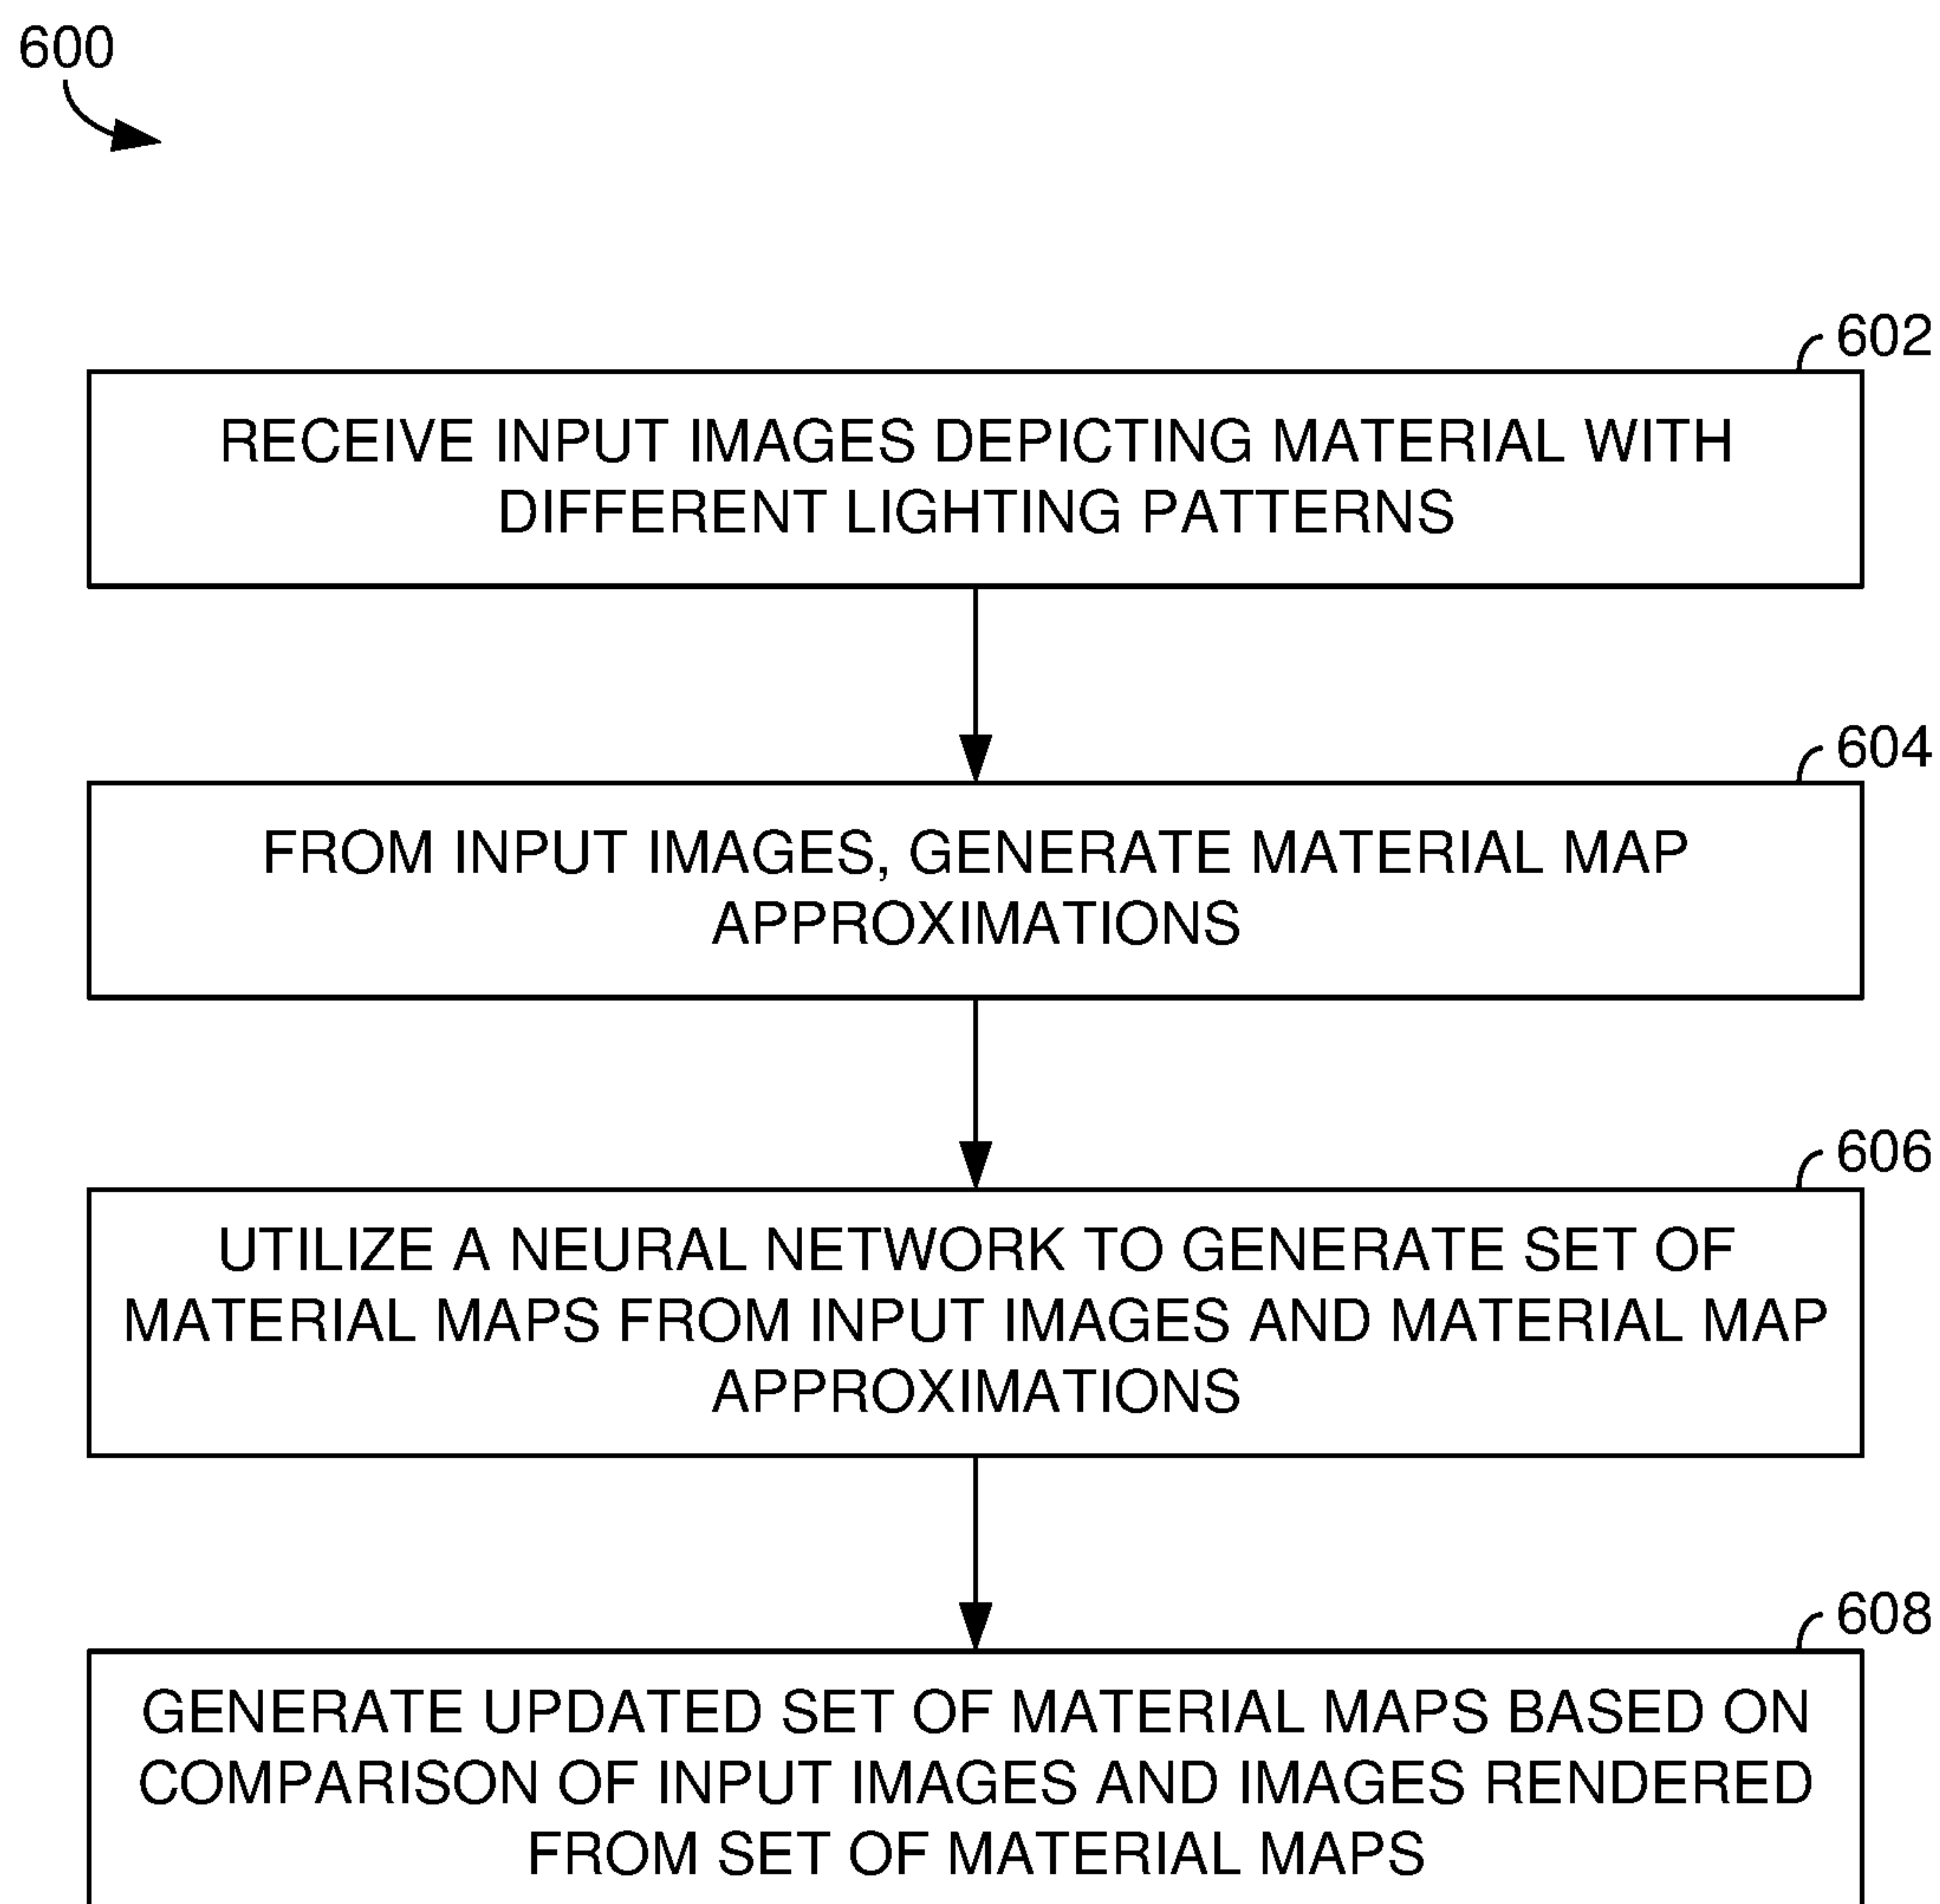 600
602
RECEIVE INPUT IMAGES DEPICTING MATERIAL WITH
DIFFERENT LIGHTING PATTERNS
604
FROM INPUT IMAGES, GENERATE MATERIAL MAP
APPROXIMATIONS
606
UTILIZE A NEURAL NETWORK TO GENERATE SET OF
MATERIAL MAPS FROM INPUT IMAGES AND MATERIAL MAP
APPROXIMATIONS
608
GENERATE UPDATED SET OF MATERIAL MAPS BASED ON
COMPARISON OF INPUT IMAGES AND IMAGES RENDERED
FROM SET OF MATERIAL MAPS